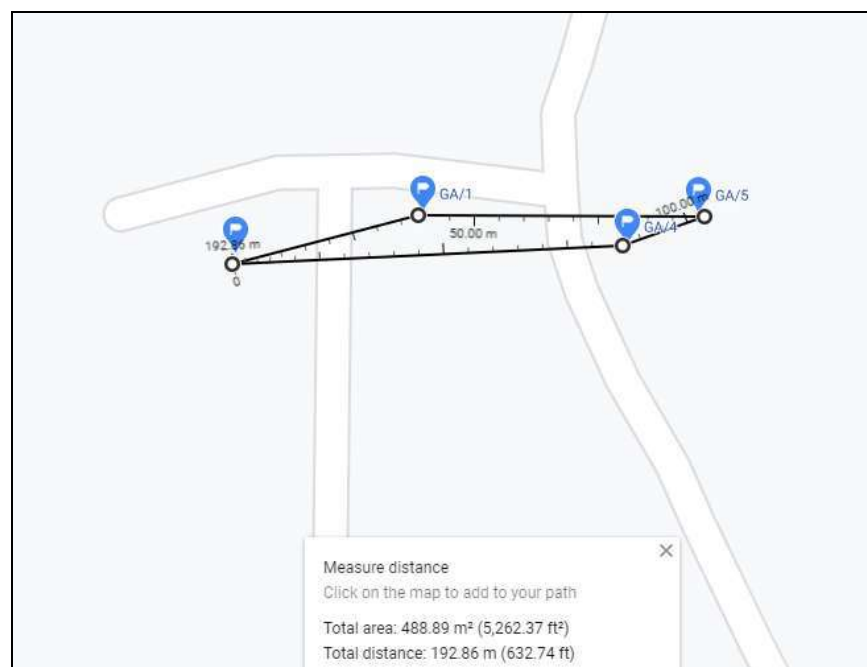 GA/1
GA/5
100.00 m
GA/4
50.00 m
192.86 m
0
Measure distance
Click on the map to add to your path
Total area: 488.89 m² (5,262.37 ft²)
Total distance: 192.86 m (632.74 ft)